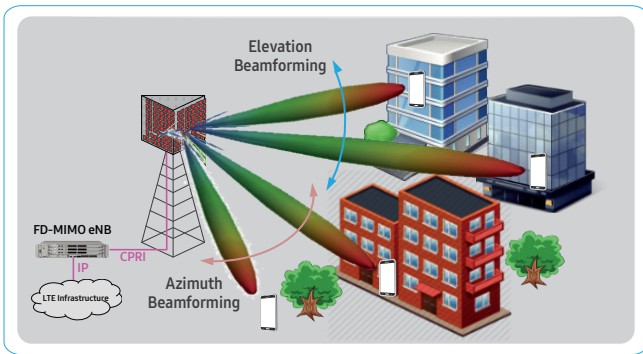 Elevation
Beamforming
FD-MIMO eNB
CPRI
IP
LTE Infrastructure
Azimuth
Beamforming